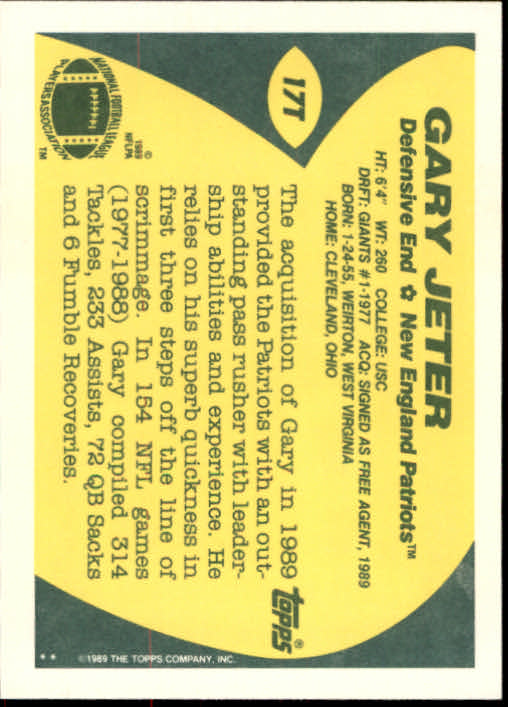 17T
GARY JETER
Defensive End ✩ New England Patriots™
HT: 6'4" WT: 260 COLLEGE: USC
DRFT: GIANTS #1-1977 ACQ: SIGNED AS FREE AGENT, 1989
BORN: 1-24-55, WEIRTON, WEST VIRGINIA
HOME: CLEVELAND, OHIO
NATIONAL FOOTBALL LEAGUE
PLAYERS ASSOCIATION
™
©
1989
NFLPA
The acquisition of Gary in 1989
provided the Patriots with an out-
standing pass rusher with leader-
ship abilities and experience. He
relies on his superb quickness in
first three steps off the line of
scrimmage. In 154 NFL games
(1977-1988) Gary compiled 314
Tackles, 233 Assists, 72 QB Sacks
and 6 Fumble Recoveries.
topps®
** ©1989 THE TOPPS COMPANY, INC.